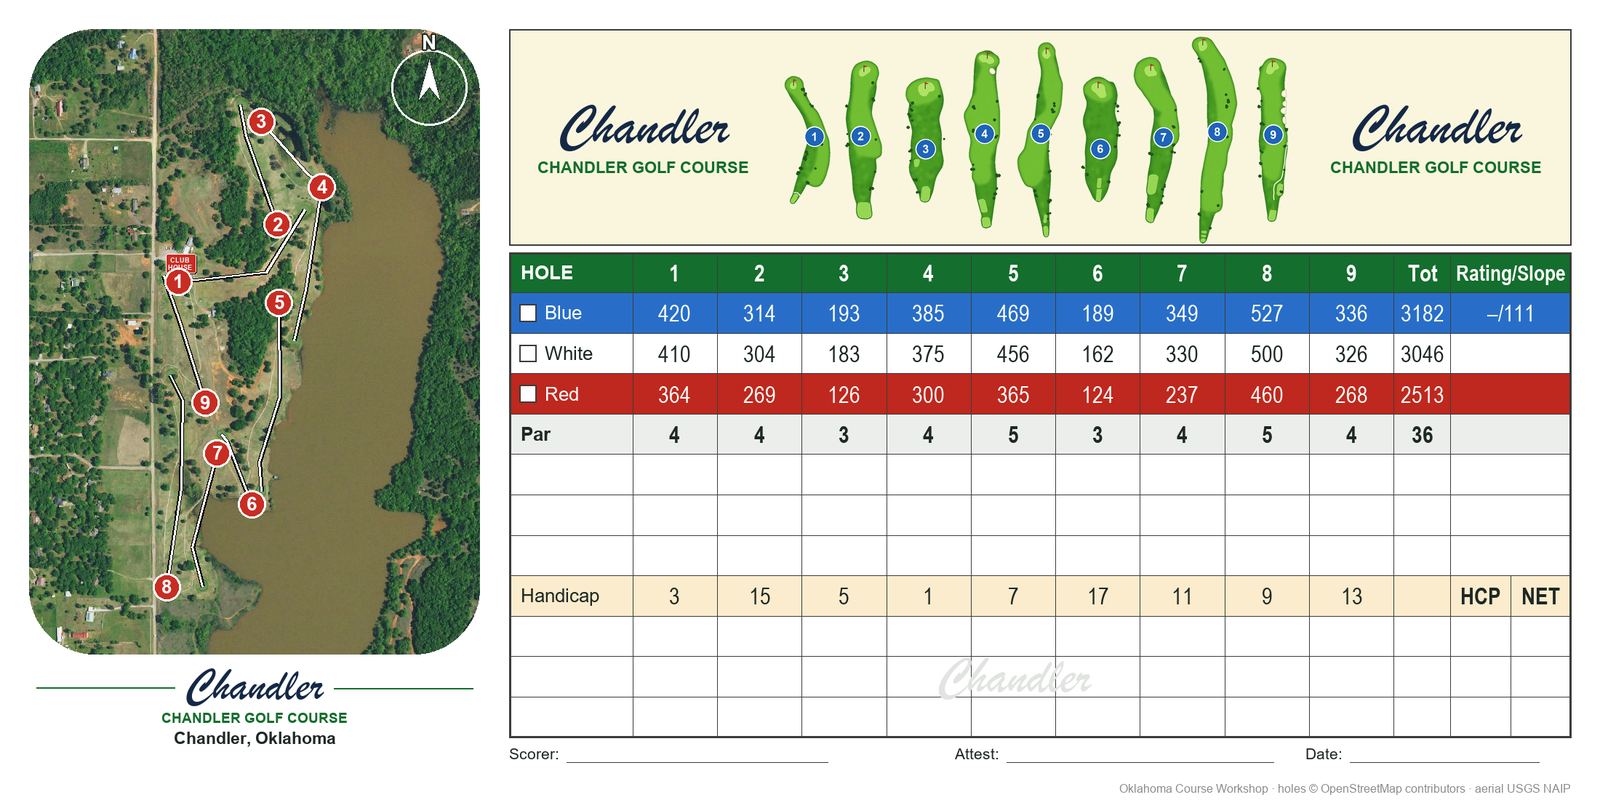 N
3
4
2
CLUB HOUSE
1
5
9
7
6
8
Chandler
CHANDLER GOLF COURSE
Chandler, Oklahoma
Chandler
CHANDLER GOLF COURSE
1 2 3 4 5 6 7 8 9
Chandler
CHANDLER GOLF COURSE
HOLE 1 2 3 4 5 6 7 8 9 Tot Rating/Slope
Blue 420 314 193 385 469 189 349 527 336 3182 –/111
White 410 304 183 375 456 162 330 500 326 3046
Red 364 269 126 300 365 124 237 460 268 2513
Par 4 4 3 4 5 3 4 5 4 36
Handicap 3 15 5 1 7 17 11 9 13 HCP NET
Chandler
Scorer: Attest: Date:
Oklahoma Course Workshop · holes © OpenStreetMap contributors · aerial USGS NAIP